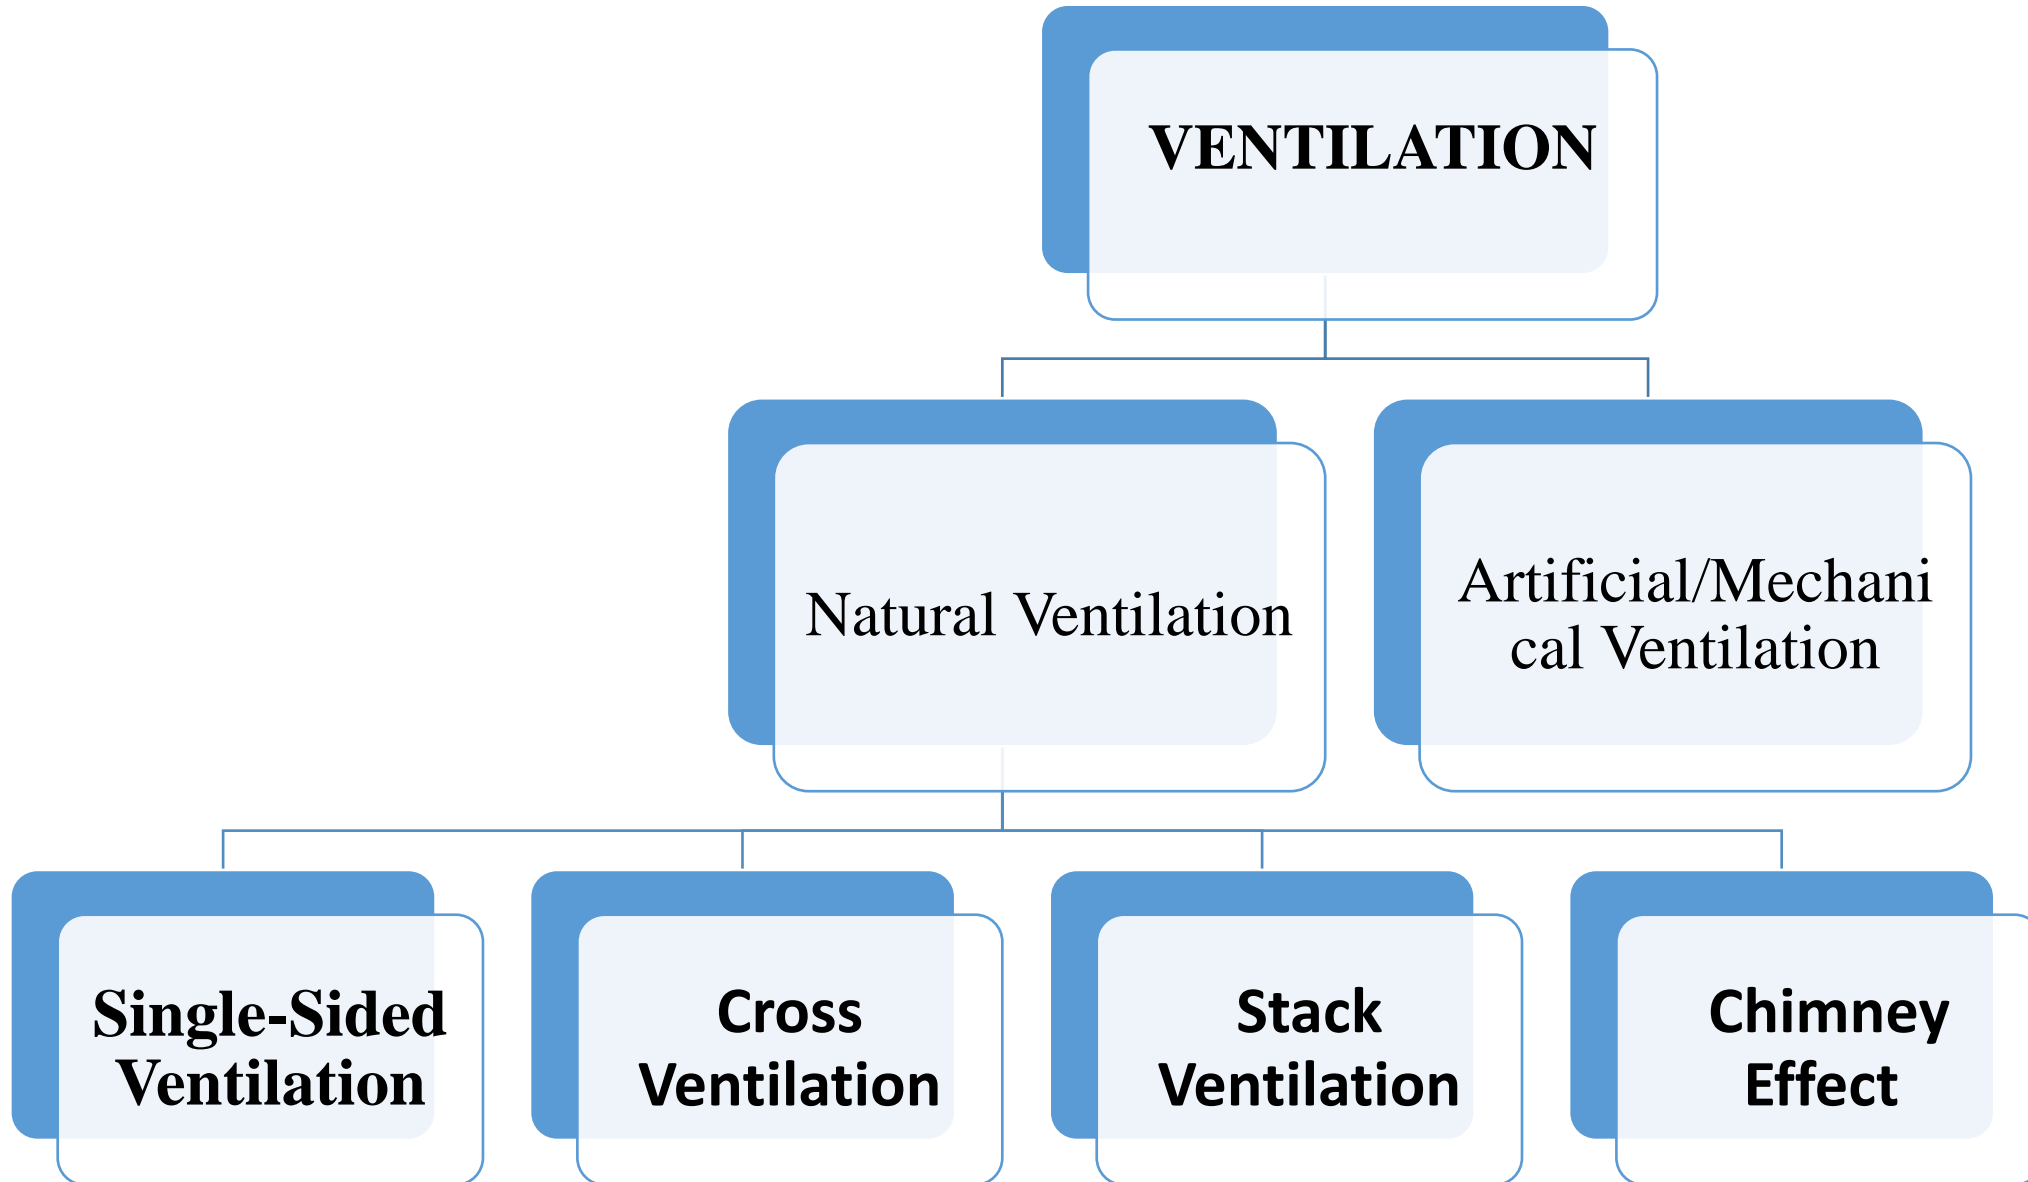 VENTILATION
Natural Ventilation
Artificial/Mechani
cal Ventilation
Single-Sided
Ventilation
Cross
Ventilation
Stack
Ventilation
Chimney
Effect